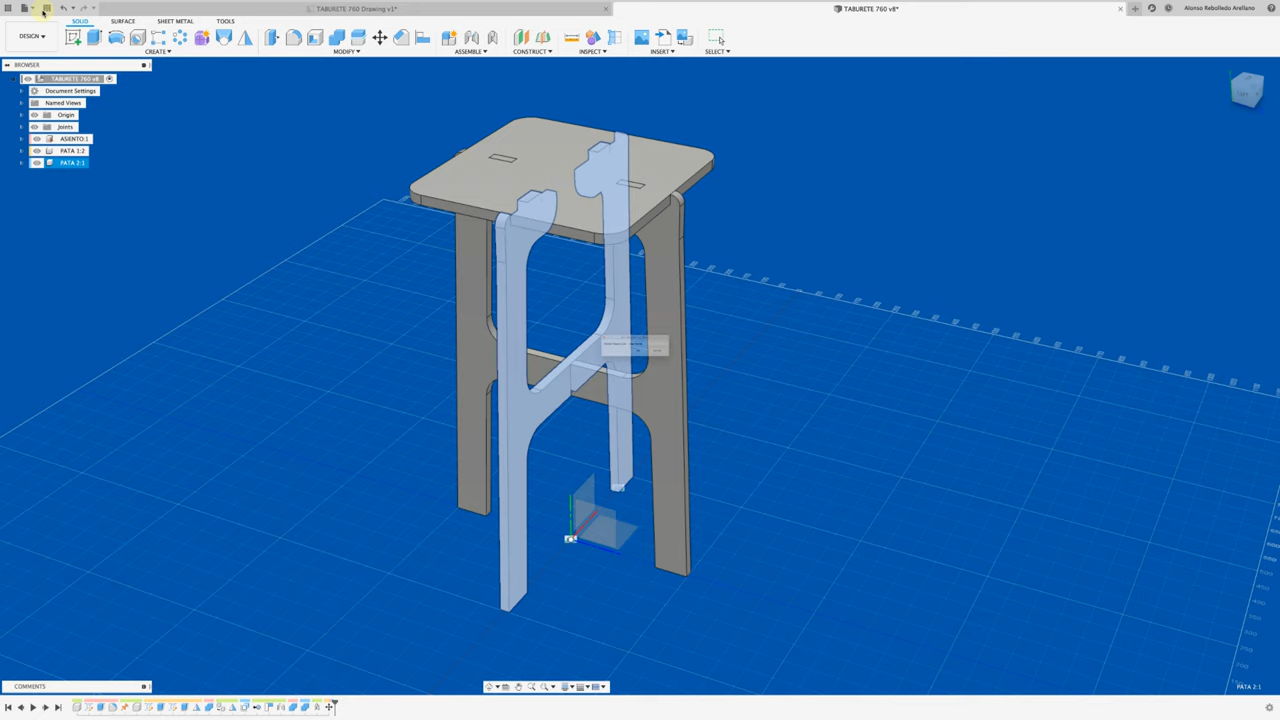 TABURETE 760 Drawing v1*
TABURETE 760 v8*
Alonso Rebolledo Arellano
SOLID
SURFACE
SHEET METAL
TOOLS
DESIGN
CREATE
MODIFY
ASSEMBLE
CONSTRUCT
INSPECT
INSERT
SELECT
BROWSER
TABURETE 760 v8
Document Settings
Named Views
Origin
Joints
ASIENTO:1
PATA 1:2
PATA 2:1
COMMENTS
PATA 2:1